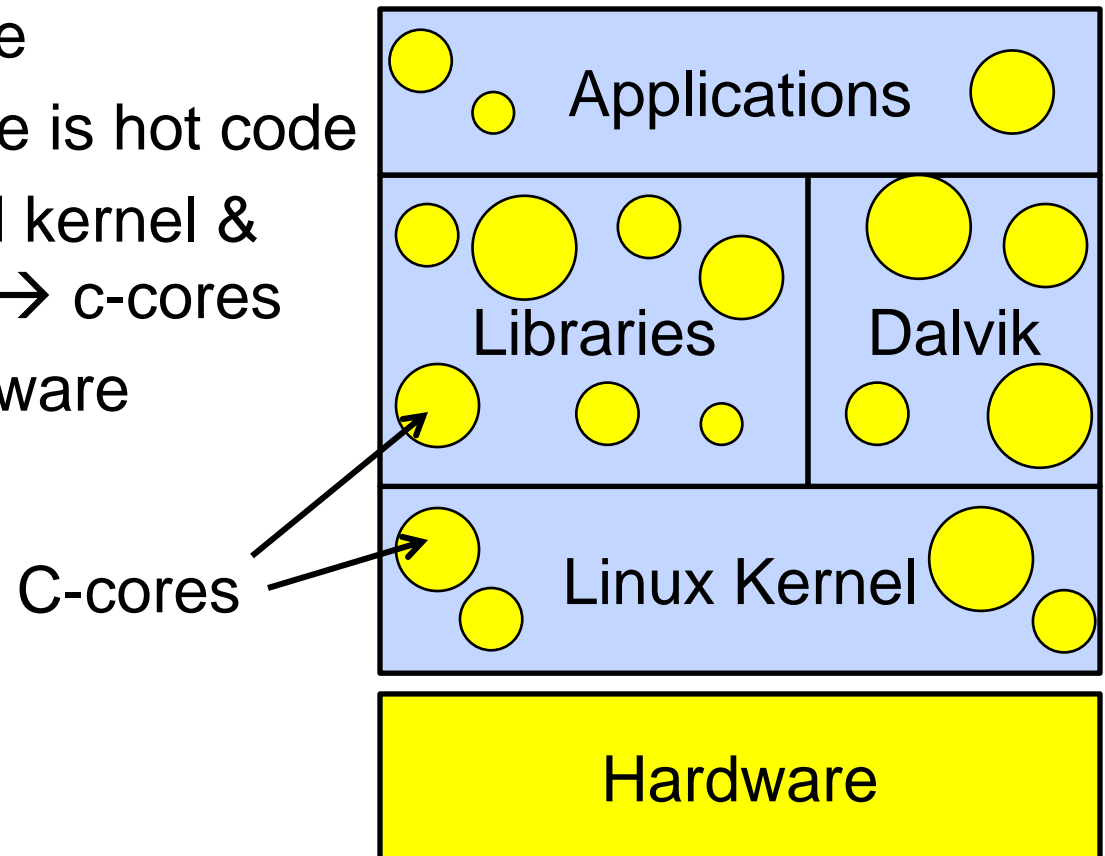 e
e is hot code
l kernel &
→ c-cores
ware
C-cores
Applications
Libraries
Dalvik
Linux Kernel
Hardware